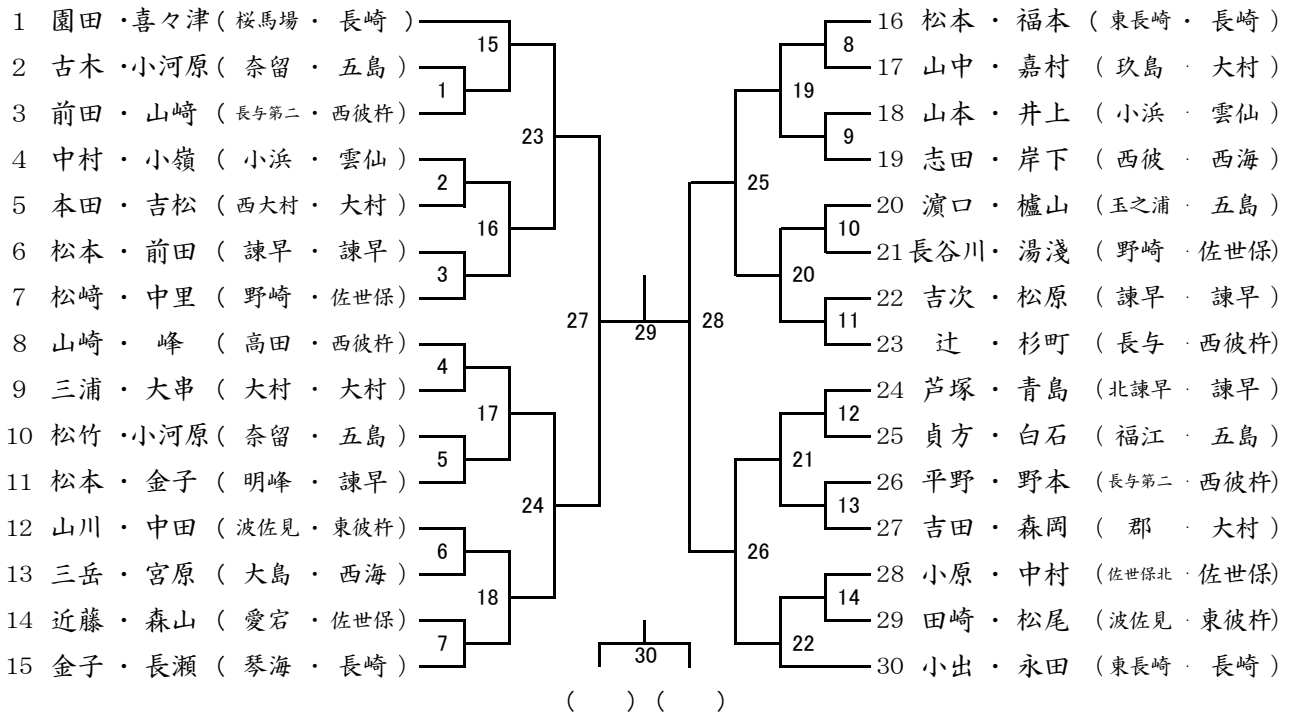 1 園田・喜々津(桜馬場・長崎)
2 古木・小河原(奈留・五島)
3 前田・山﨑(長与第二・西彼杵)
4 中村・小嶺(小浜・雲仙)
5 本田・吉松(西大村・大村)
6 松本・前田(諫早・諫早)
7 松﨑・中里(野崎・佐世保)
8 山崎・峰(高田・西彼杵)
9 三浦・大串(大村・大村)
10 松竹・小河原(奈留・五島)
11 松本・金子(明峰・諫早)
12 山川・中田(波佐見・東彼杵)
13 三岳・宮原(大島・西海)
14 近藤・森山(愛宕・佐世保)
15 金子・長瀬(琴海・長崎)
15
1
23
2
16
3
27
4
17
5
24
6
18
7
29
30
( ) ( )
8
19
9
25
10
20
11
28
12
21
13
26
14
22
16 松本・福本(東長崎・長崎)
17 山中・嘉村(玖島・大村)
18 山本・井上(小浜・雲仙)
19 志田・岸下(西彼・西海)
20 濵口・櫨山(玉之浦・五島)
21 長谷川・湯淺(野崎・佐世保)
22 吉次・松原(諫早・諫早)
23 辻・杉町(長与・西彼杵)
24 芦塚・青島(北諫早・諫早)
25 貞方・白石(福江・五島)
26 平野・野本(長与第二・西彼杵)
27 吉田・森岡(郡・大村)
28 小原・中村(佐世保北・佐世保)
29 田崎・松尾(波佐見・東彼杵)
30 小出・永田(東長崎・長崎)